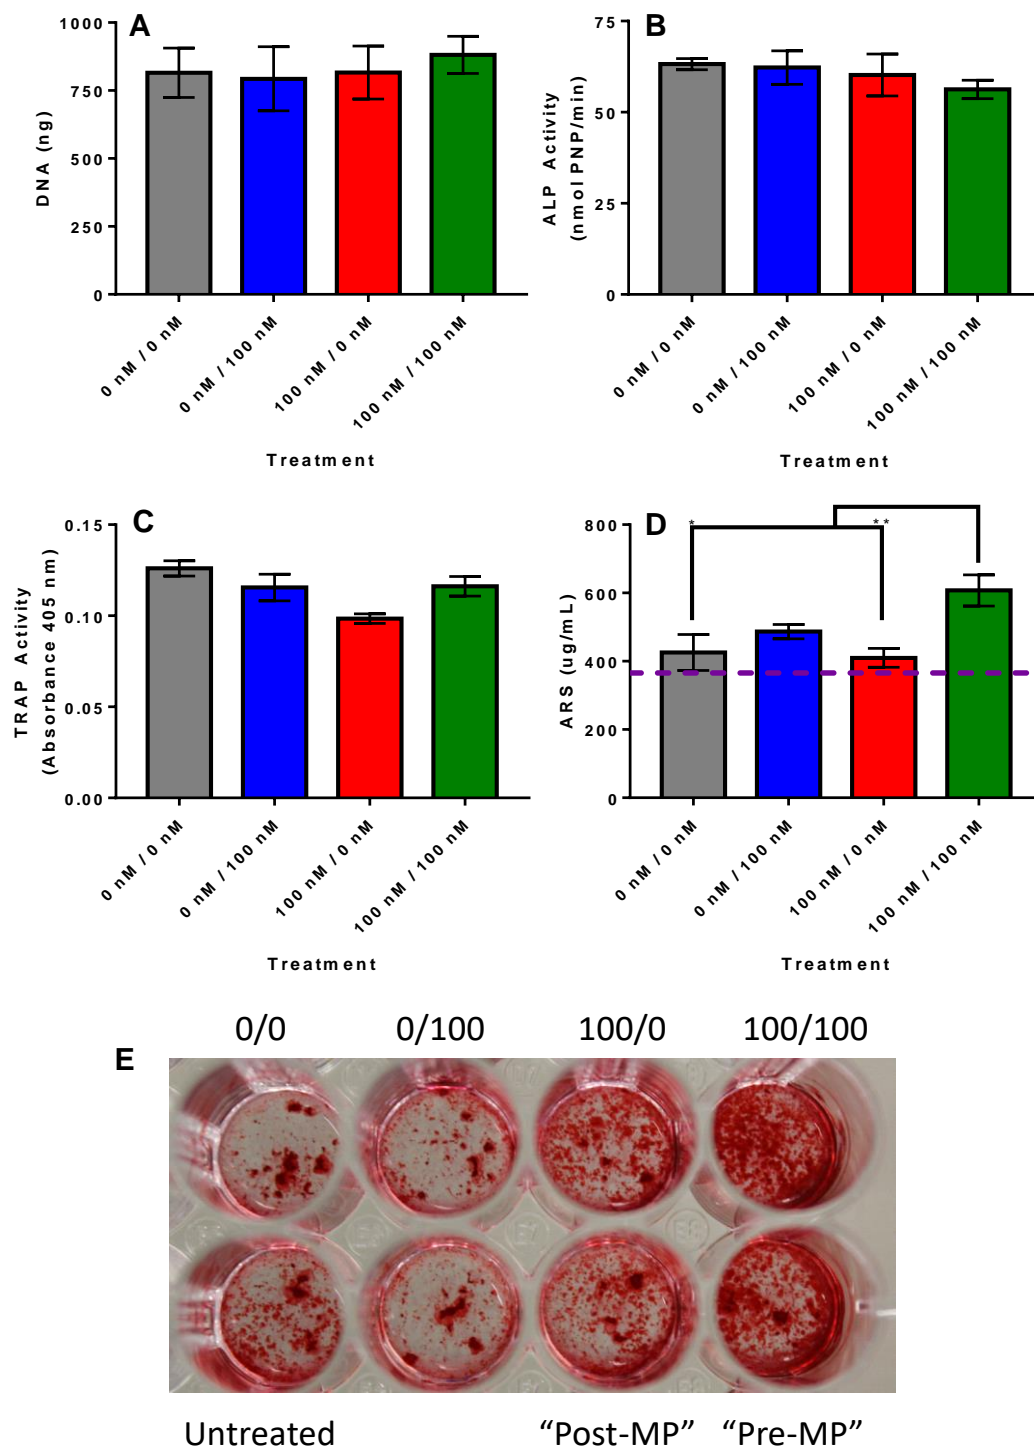 A
1000
750
500
250
0
DNA (ng)
0 nM / 0 nM
0 nM / 100 nM
100 nM / 0 nM
100 nM / 100 nM
Treatment
B
75
50
25
0
ALP Activity
(nmol PNP/min)
0 nM / 0 nM
0 nM / 100 nM
100 nM / 0 nM
100 nM / 100 nM
Treatment
C
0.15
0.10
0.05
0.00
TRAP Activity
(Absorbance 405 nm)
0 nM / 0 nM
0 nM / 100 nM
100 nM / 0 nM
100 nM / 100 nM
Treatment
D
* **
800
600
400
200
0
ARS (ug/mL)
0 nM / 0 nM
0 nM / 100 nM
100 nM / 0 nM
100 nM / 100 nM
Treatment
0/0 0/100 100/0 100/100
E
Untreated “Post-MP” “Pre-MP”